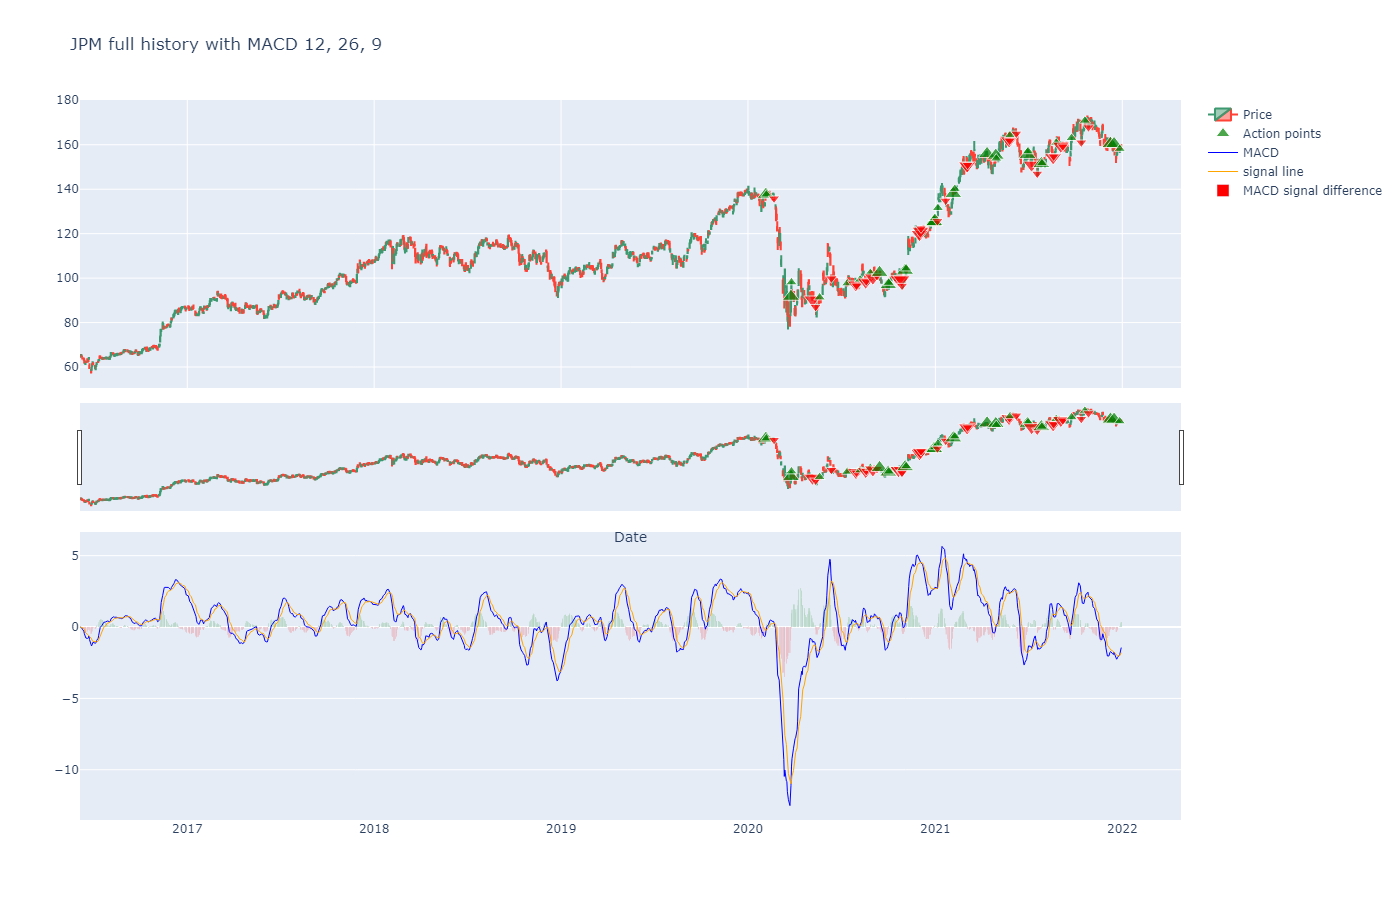 JPM full history with MACD 12, 26, 9
180
160
140
120
100
80
60
Price
Action points
MACD
signal line
MACD signal difference
Date
5
0
−5
−10
2017
2018
2019
2020
2021
2022